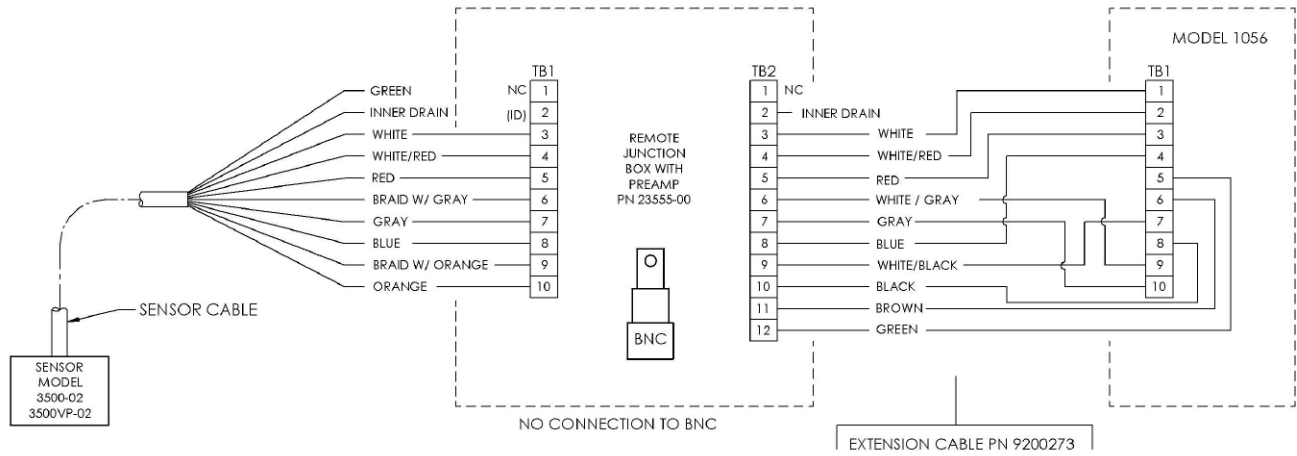 MODEL 1056
TB1
TB2
TB1
GREEN
NC
1
INNER DRAIN
(ID)
2
WHITE
3
WHITE/RED
4
RED
5
BRAID W/ GRAY
6
GRAY
7
BLUE
8
BRAID W/ ORANGE
9
ORANGE
10
REMOTE
JUNCTION
BOX WITH
PREAMP
PN 23555-00
BNC
1 NC
2 INNER DRAIN
3 WHITE
4 WHITE/RED
5 RED
6 WHITE / GRAY
7 GRAY
8 BLUE
9 WHITE/BLACK
10 BLACK
11 BROWN
12 GREEN
1
2
3
4
5
6
7
8
9
10
SENSOR CABLE
SENSOR
MODEL
3500-02
3500VP-02
NO CONNECTION TO BNC
EXTENSION CABLE PN 9200273